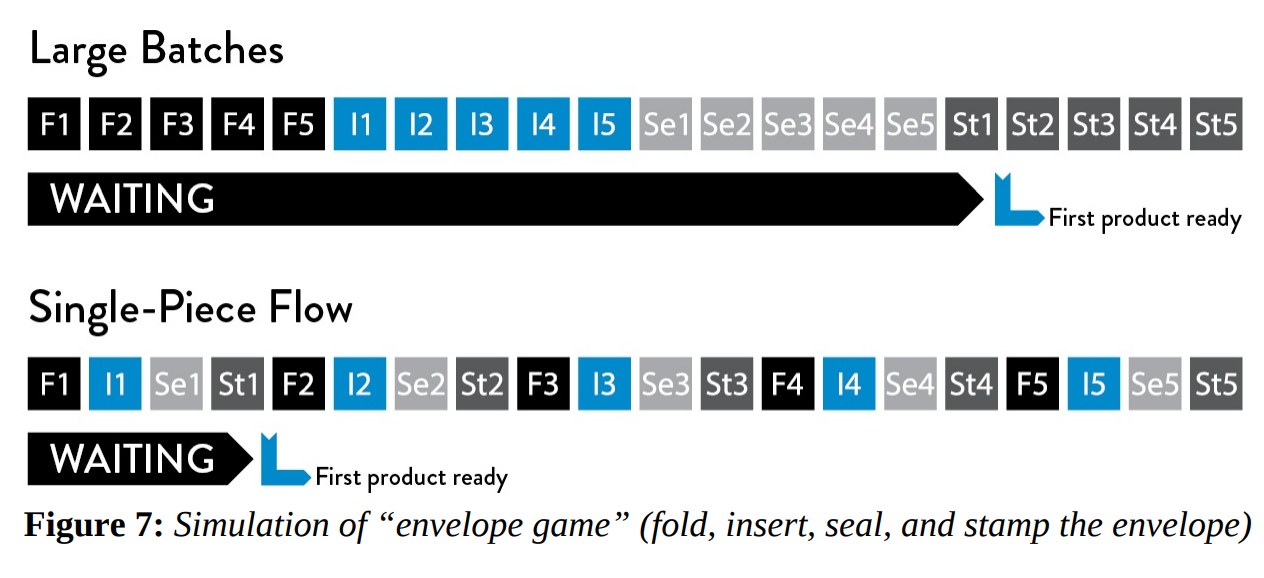 Large Batches
F1 F2 F3 F4 F5 I1 I2 I3 I4 I5 Se1 Se2 Se3 Se4 Se5 St1 St2 St3 St4 St5
WAITING
First product ready
Single-Piece Flow
F1 I1 Se1 St1 F2 I2 Se2 St2 F3 I3 Se3 St3 F4 I4 Se4 St4 F5 I5 Se5 St5
WAITING
First product ready
Figure 7: Simulation of “envelope game” (fold, insert, seal, and stamp the envelope)